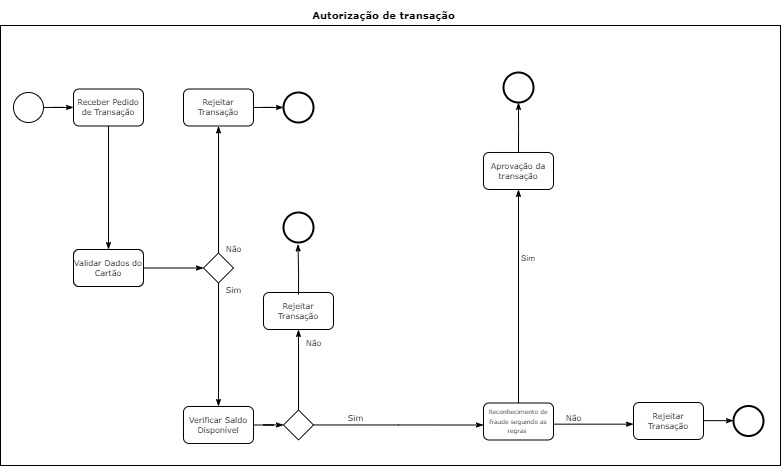 Autorização de transação
Receber Pedido
de Transação
Rejeitar
Transação
Aprovação da
transação
Não
Validar Dados do
Cartão
Sim
Sim
Rejeitar
Transação
Não
Verificar Saldo
Disponível
Sim
Reconhecimento de
fraude seguindo as
regras
Não
Rejeitar
Transação